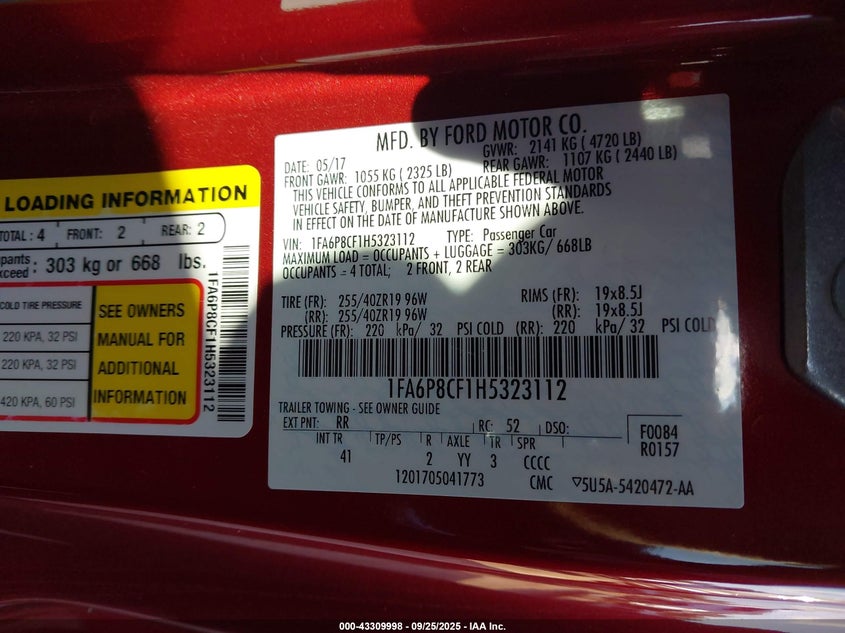 LOADING INFORMATION
TOTAL : 4 FRONT: 2 REAR: 2
303 kg or 668 lbs.
COLD TIRE PRESSURE
220 KPA, 32 PSI
220 KPA, 32 PSI
420 KPA, 60 PSI
SEE OWNERS
MANUAL FOR
ADDITIONAL
INFORMATION
1FA6P8CF1H5323112
MFD. BY FORD MOTOR CO.
DATE: 05/17 GVWR: 2141 KG ( 4720 LB)
FRONT GAWR: 1055 KG ( 2325 LB) REAR GAWR: 1107 KG ( 2440 LB)
THIS VEHICLE CONFORMS TO ALL APPLICABLE FEDERAL MOTOR
VEHICLE SAFETY, BUMPER, AND THEFT PREVENTION STANDARDS
IN EFFECT ON THE DATE OF MANUFACTURE SHOWN ABOVE.
VIN: 1FA6P8CF1H5323112 TYPE: Passenger Car
MAXIMUM LOAD = OCCUPANTS + LUGGAGE = 303KG/ 668LB
OCCUPANTS = 4 TOTAL; 2 FRONT, 2 REAR
TIRE (FR): 255/40ZR19 96W RIMS (FR): 19x8.5J
(RR): 255/40ZR19 96W (RR): 19x8.5J
PRESSURE (FR): 220 kPa/ 32 PSI COLD (RR): 220 kPa/ 32 PSI COLD
1FA6P8CF1H5323112
TRAILER TOWING - SEE OWNER GUIDE
EXT PNT: RR RC: 52 DSO:
INT TR TP/PS R AXLE TR SPR
41 2 YY 3 CCCC
F0084
R0157
1201705041773 CMC 5U5A-5420472-AA
000-43309998 - 09/25/2025 - IAA Inc.